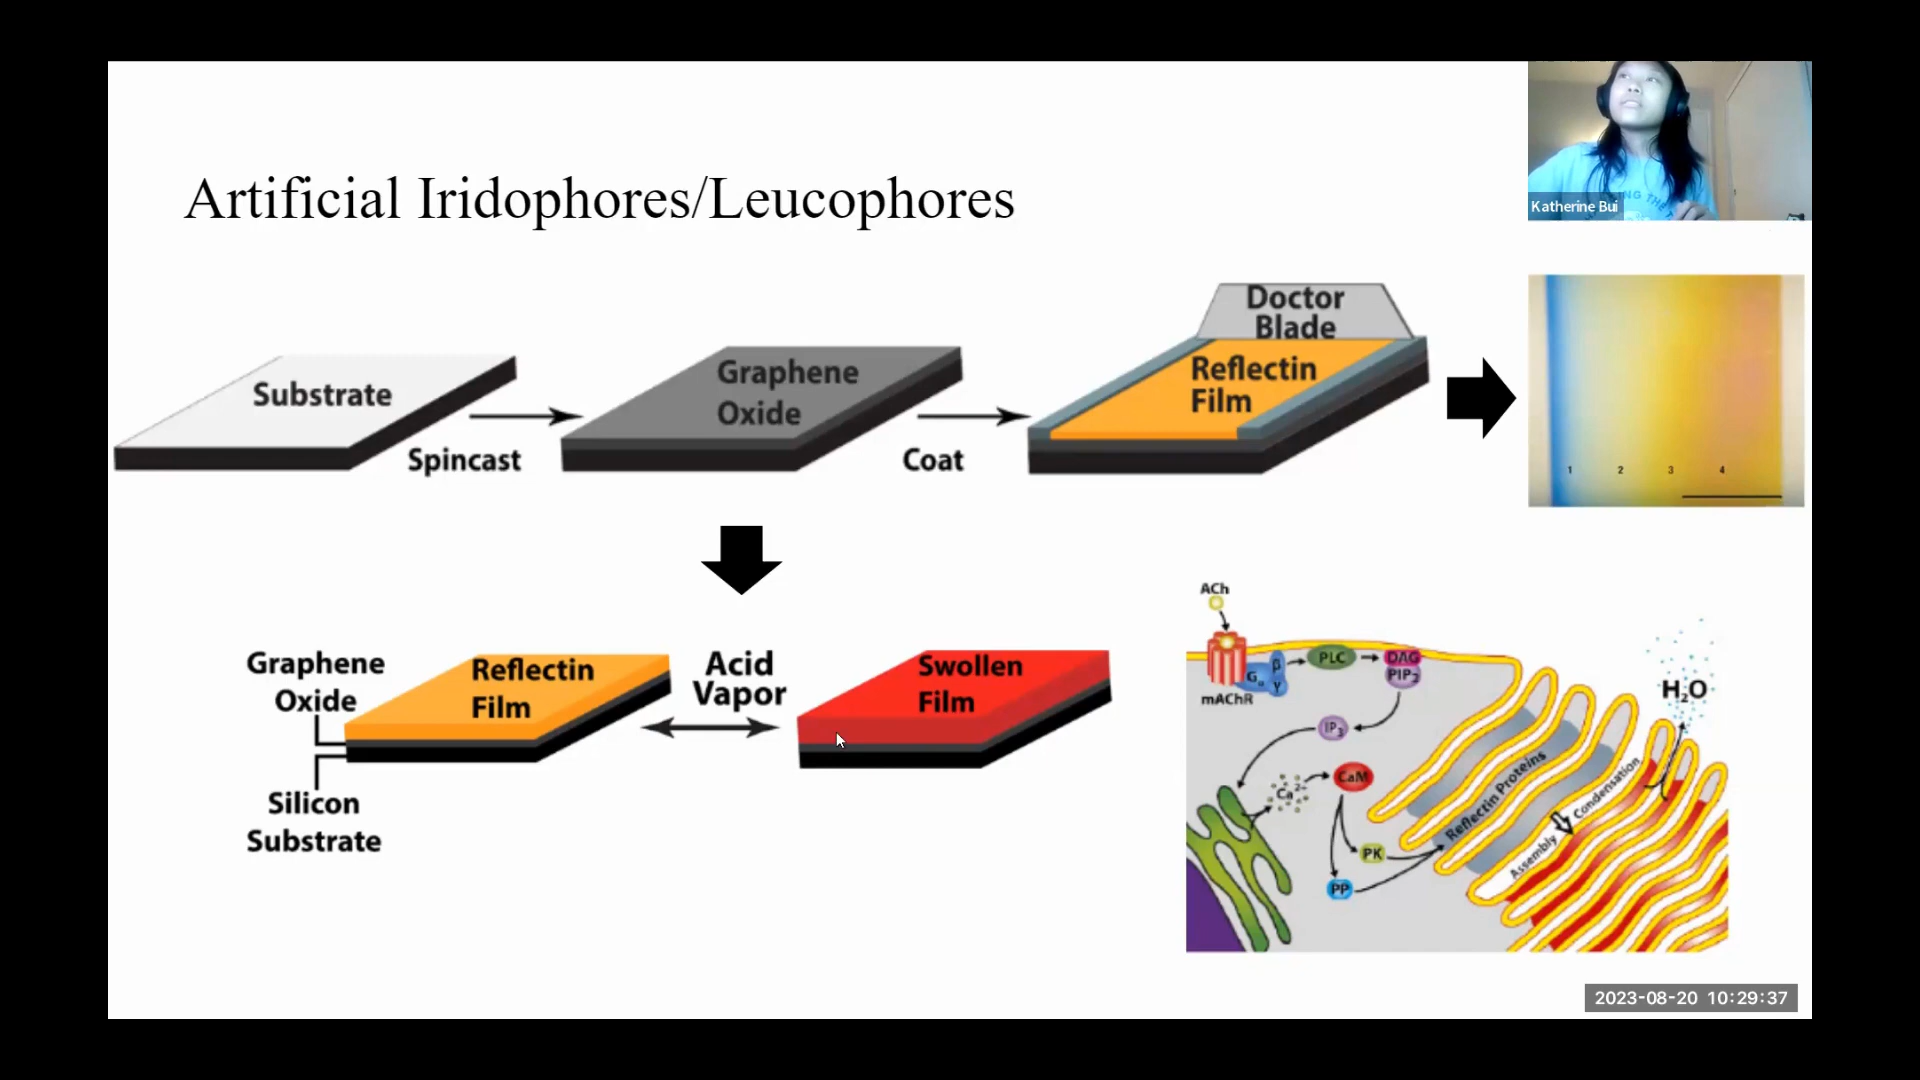 Artificial Iridophores/Leucophores
Katherine Bui
Substrate
Spincast
Graphene
Oxide
Coat
Doctor
Blade
Reflectin
Film
1 2 3 4
Graphene
Oxide
Silicon
Substrate
Reflectin
Film
Acid
Vapor
Swollen
Film
ACh
mAChR
Gα
β
γ
PLC
DAG
PIP2
IP3
Ca2+
CaM
PK
PP
Reflectin Proteins
Assembly
Condensation
H2O
2023-08-20 10:29:37